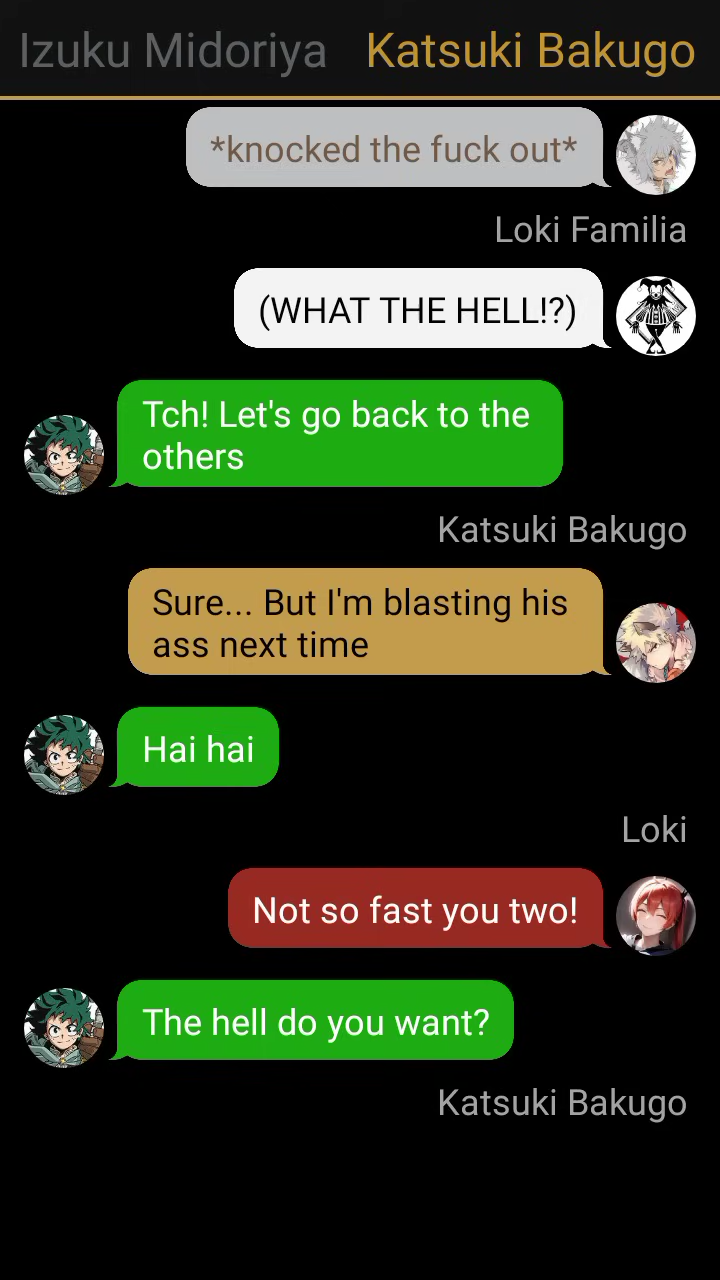 Izuku Midoriya Katsuki Bakugo
*knocked the fuck out*
Loki Familia
(WHAT THE HELL!?)
Tch! Let's go back to the
others
Katsuki Bakugo
Sure... But I'm blasting his
ass next time
Hai hai
Loki
Not so fast you two!
The hell do you want?
Katsuki Bakugo